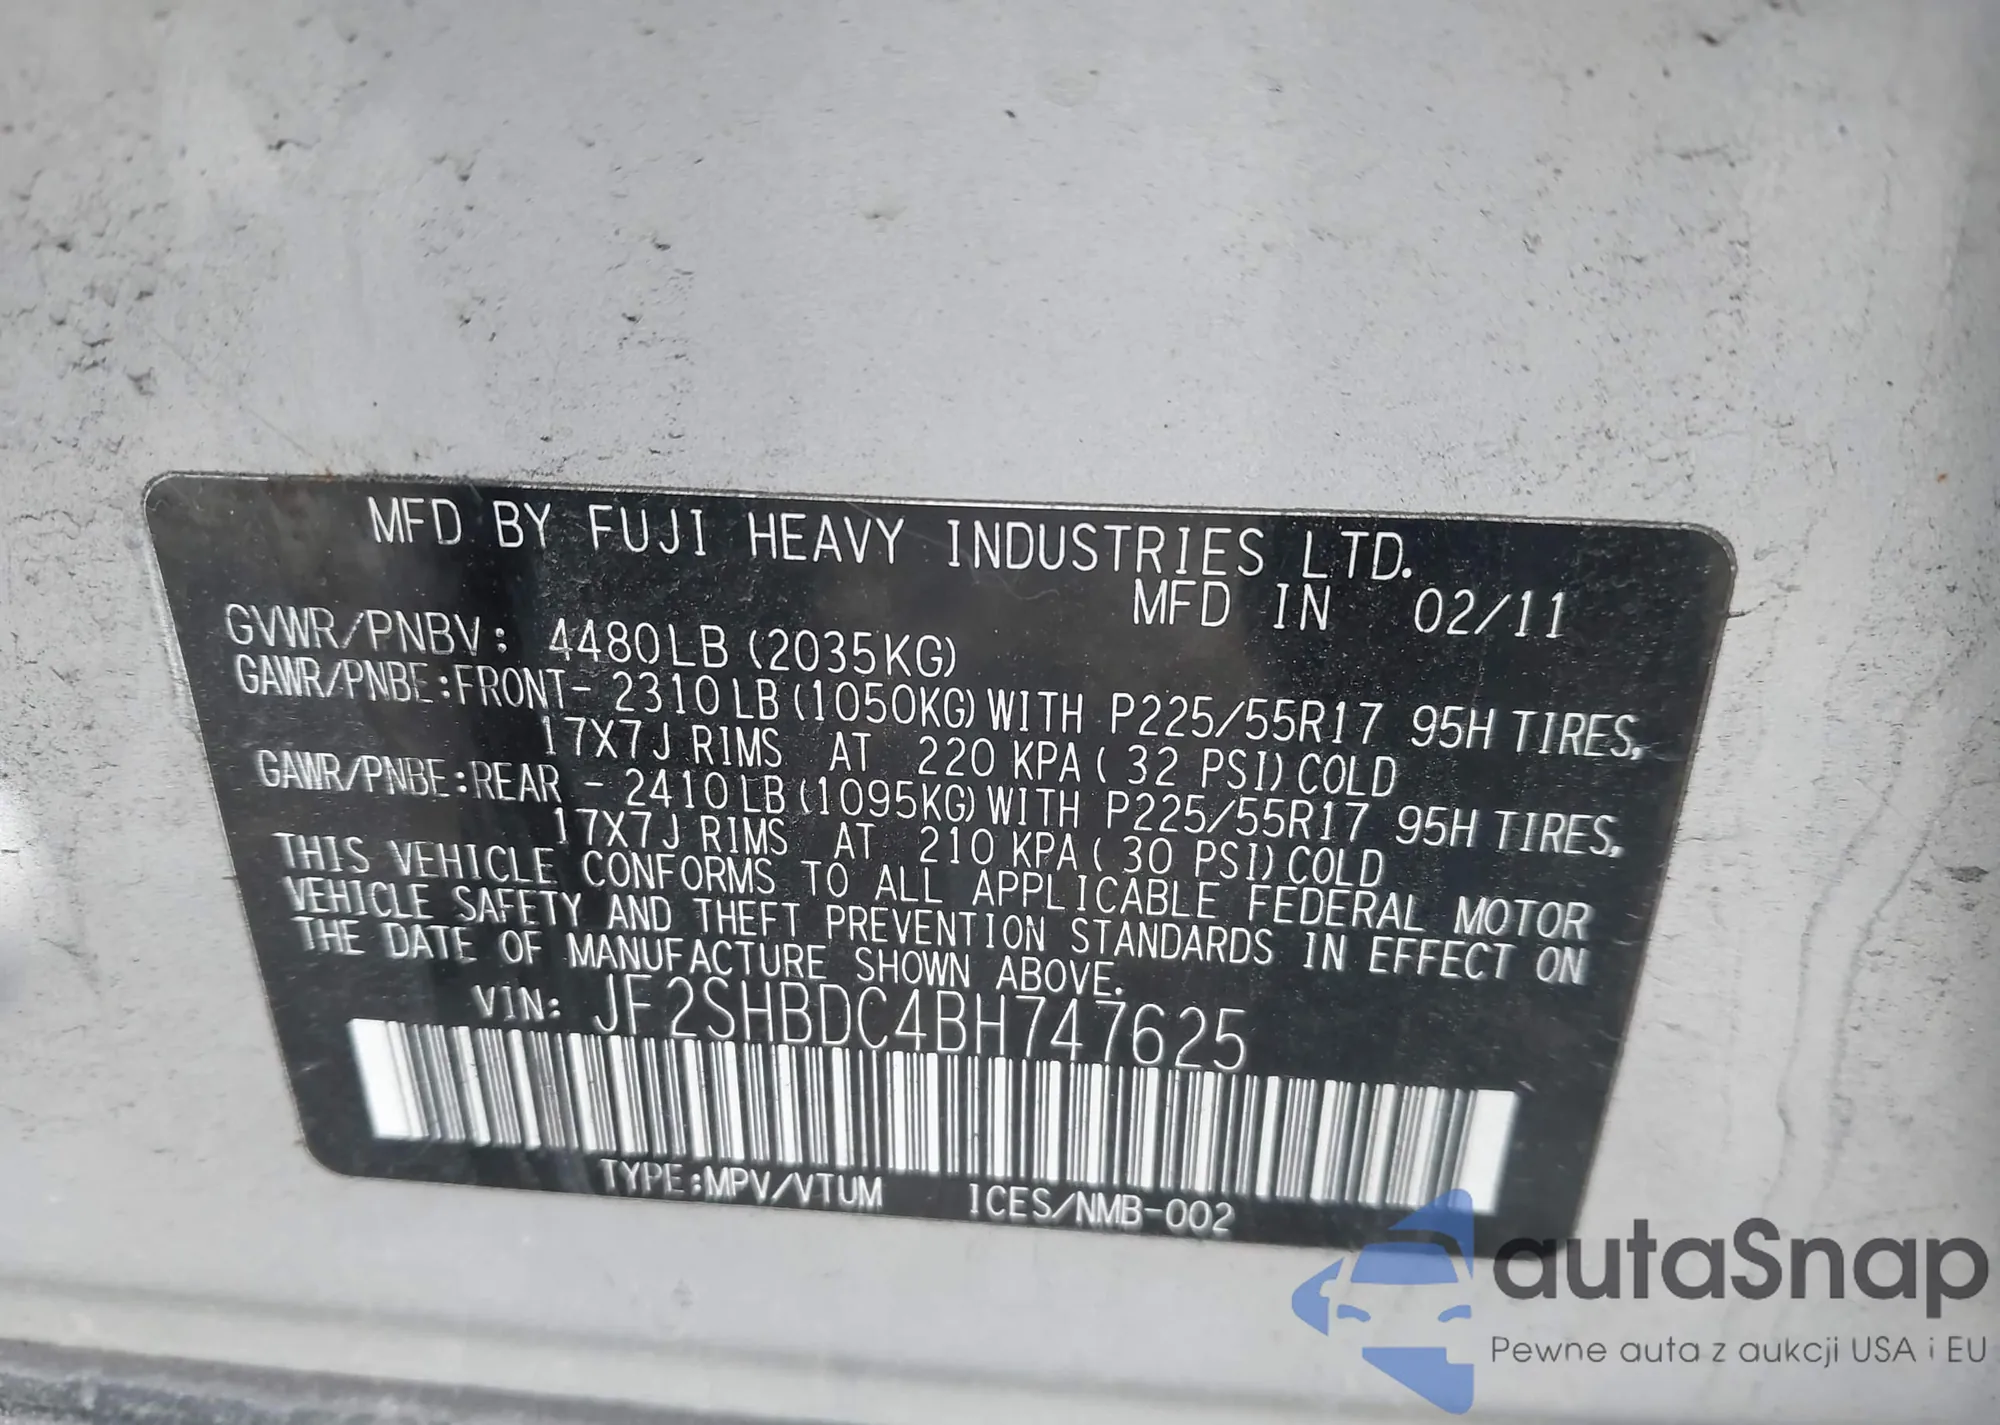 MFD BY FUJI HEAVY INDUSTRIES LTD.
MFD IN 02/11
GVWR/PNBV: 4480LB (2035KG)
GAWR/PNBE:FRONT- 2310LB(1050KG)WITH P225/55R17 95H TIRES,
17X7J RIMS AT 220 KPA( 32 PSI)COLD
GAWR/PNBE:REAR - 2410LB(1095KG)WITH P225/55R17 95H TIRES,
17X7J RIMS AT 210 KPA( 30 PSI)COLD
THIS VEHICLE CONFORMS TO ALL APPLICABLE FEDERAL MOTOR
VEHICLE SAFETY AND THEFT PREVENTION STANDARDS IN EFFECT ON
THE DATE OF MANUFACTURE SHOWN ABOVE.
VIN: JF2SHBDC4BH747625
TYPE:MPV/VTUM ICES/NMB-002
autaSnap
Pewne auta z aukcji USA i EU